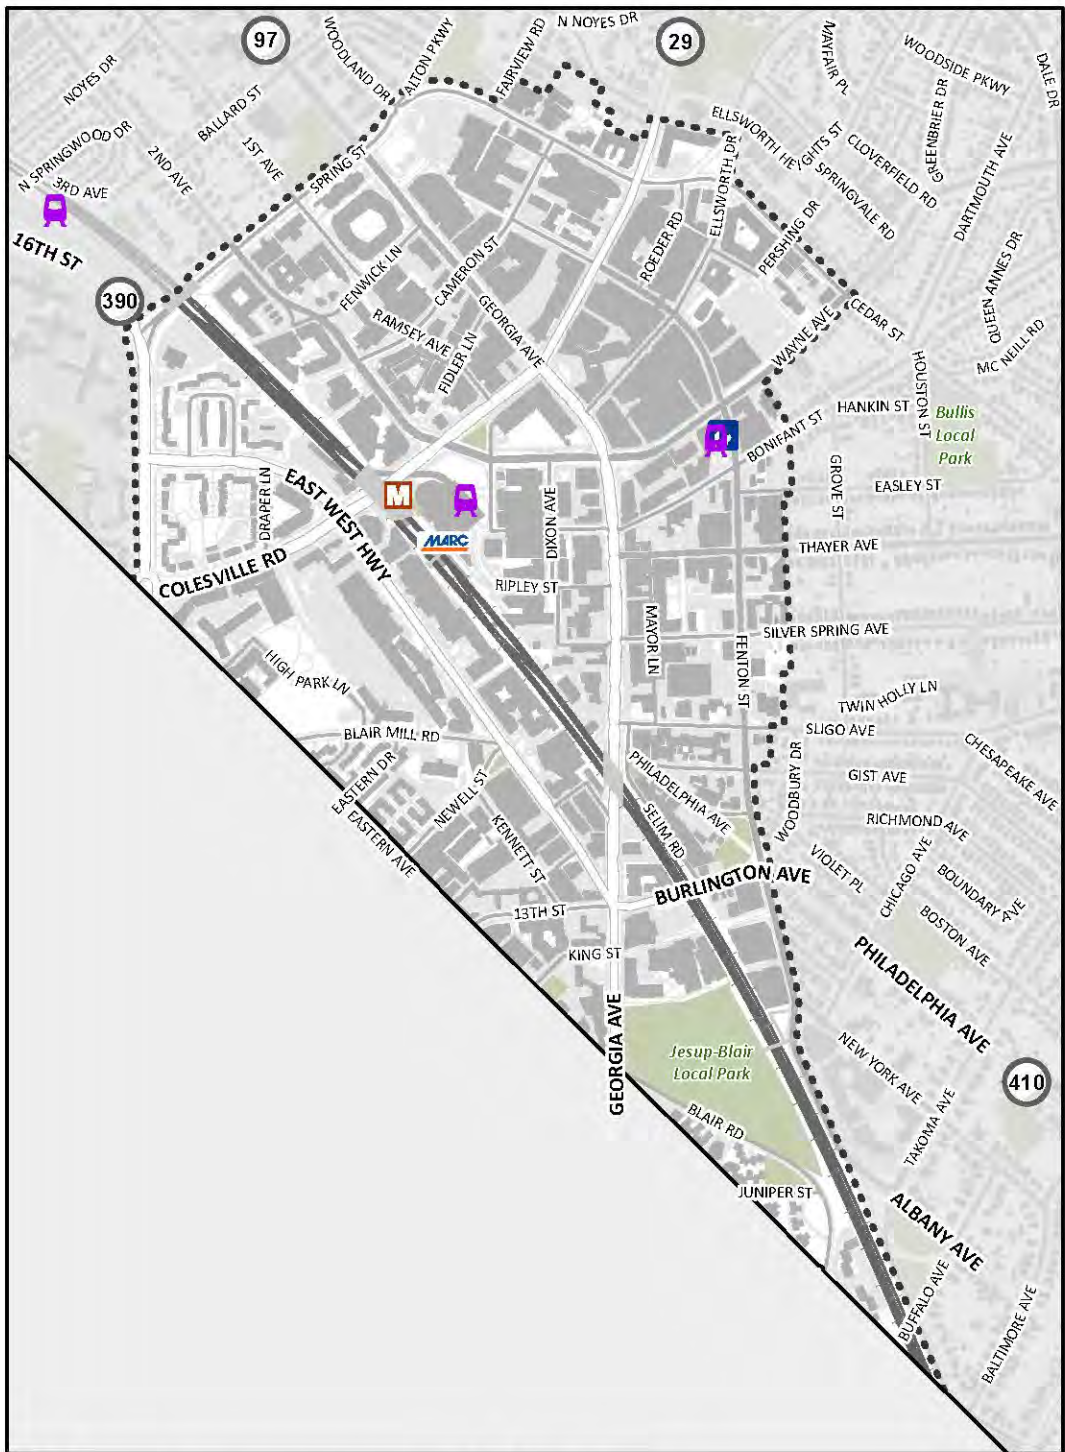 97
WOODLAND DR
ALTON PKWY
FAIRVIEW RD
N NOYES DR
29
MAYFAIR PL
WOODSIDE PKWY
DALE DR
NOYES DR
BALLARD ST
1ST AVE
2ND AVE
N SPRINGWOOD DR
3RD AVE
16TH ST
SPRING ST
ELLSWORTH HEIGHTS ST
ELLSWORTH DR
CLOVERFIELD RD
GREENBRIER DR
DARTMOUTH AVE
SPRINGVALE RD
PERSHING DR
ROEDER RD
QUEEN ANNES DR
390
FENWICK LN
CAMERON ST
RAMSEY AVE
FIDLER LN
GEORGIA AVE
WAYNE AVE
CEDAR ST
MC NEILL RD
HOUSTON ST
HANKIN ST
Bullis
Local
Park
BONIFANT ST
GROVE ST
EASLEY ST
THAYER AVE
DRAPER LN
EAST WEST HWY
M
MARC
COLESVILLE RD
DIXON AVE
RIPLEY ST
MAYOR LN
SILVER SPRING AVE
FENTON ST
HIGH PARK LN
TWIN HOLLY LN
BLAIR MILL RD
SLIGO AVE
CHESAPEAKE AVE
EASTERN DR
EASTERN AVE
NEWELL ST
KENNETT ST
PHILADELPHIA AVE
SELIM RD
WOODBURY DR
GIST AVE
RICHMOND AVE
VIOLET PL
CHICAGO AVE
BOUNDARY AVE
BOSTON AVE
BURLINGTON AVE
13TH ST
KING ST
PHILADELPHIA AVE
GEORGIA AVE
Jesup-Blair
Local Park
NEW YORK AVE
410
BLAIR RD
TAKOMA AVE
JUNIPER ST
ALBANY AVE
BUFFALO AVE
BALTIMORE AVE